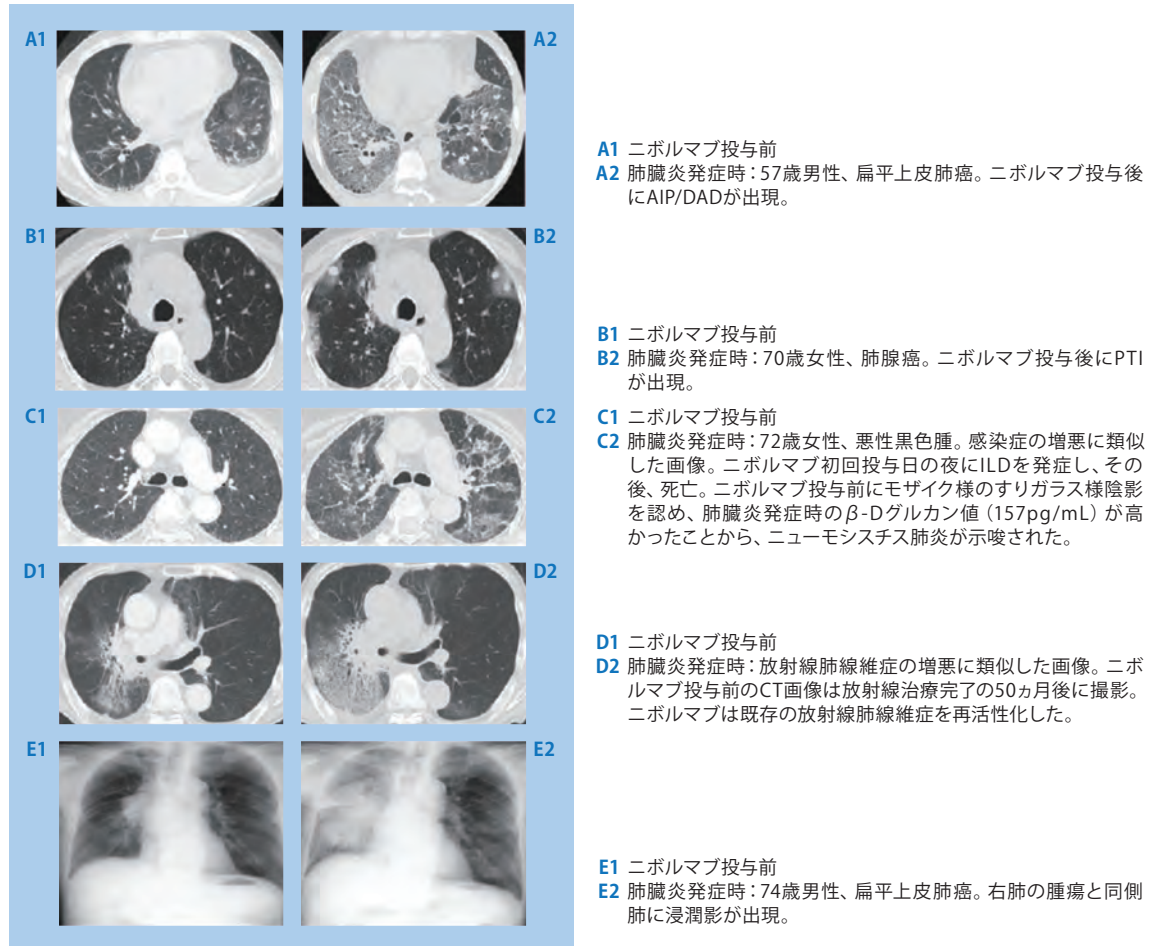 A1
A2
A1 ニボルマブ投与前
A2 肺臓炎発症時：57歳男性、扁平上皮肺癌。ニボルマブ投与後
にAIP/DADが出現。
B1
B2
B1 ニボルマブ投与前
B2 肺臓炎発症時：70歳女性、肺腺癌。ニボルマブ投与後にPTI
が出現。
C1
C2
C1 ニボルマブ投与前
C2 肺臓炎発症時：72歳女性、悪性黒色腫。感染症の増悪に類似
した画像。ニボルマブ初回投与日の夜にILDを発症し、その
後、死亡。ニボルマブ投与前にモザイク様のすりガラス様陰影
を認め、肺臓炎発症時のβ-Dグルカン値（157pg/mL）が高
かったことから、ニューモシスチス肺炎が示唆された。
D1
D2
D1 ニボルマブ投与前
D2 肺臓炎発症時：放射線肺線維症の増悪に類似した画像。ニボ
ルマブ投与前のCT画像は放射線治療完了の50ヵ月後に撮影。
ニボルマブは既存の放射線肺線維症を再活性化した。
E1
E2
E1 ニボルマブ投与前
E2 肺臓炎発症時：74歳男性、扁平上皮肺癌。右肺の腫瘍と同側
肺に浸潤影が出現。